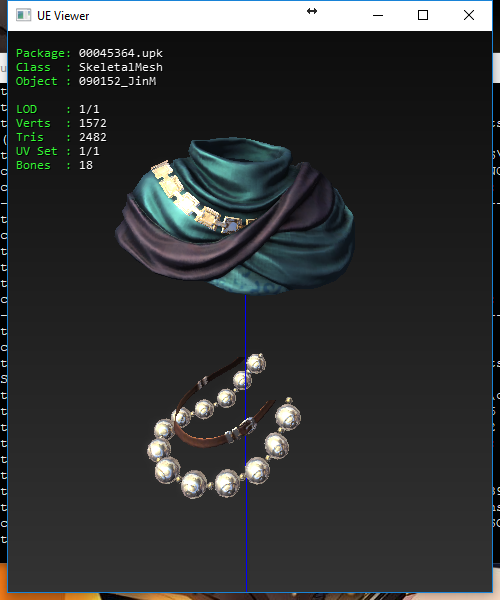 UE Viewer
Package: 00045364.upk
Class : SkeletalMesh
Object : 090152_JinM
LOD : 1/1
Verts : 1572
Tris : 2482
UV Set : 1/1
Bones : 18